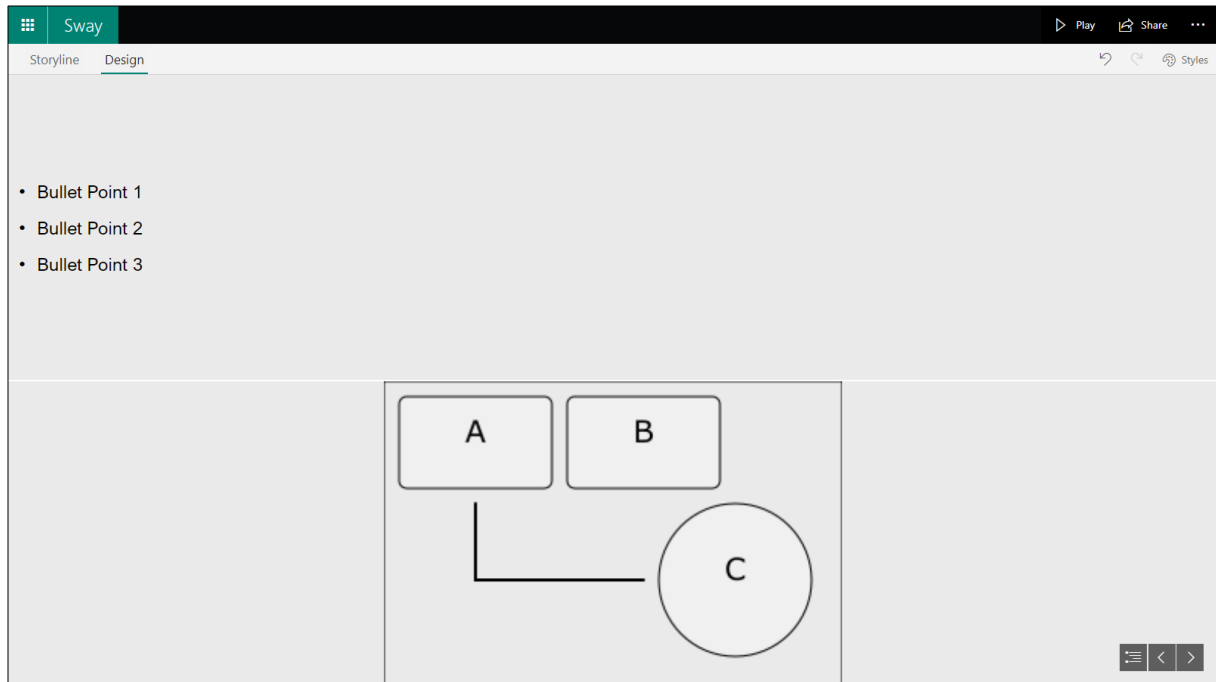 Sway
Play Share ...
Storyline Design
Styles
• Bullet Point 1
• Bullet Point 2
• Bullet Point 3
A B
C